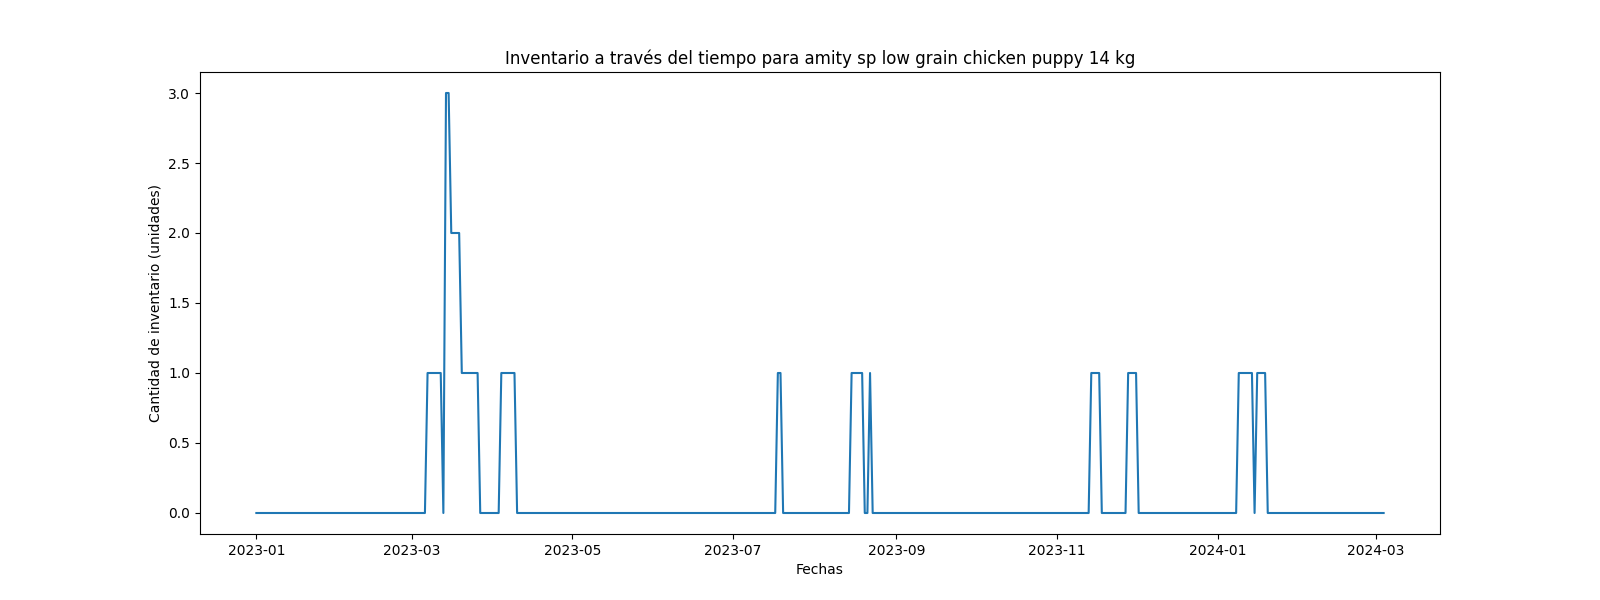 Inventario a través del tiempo para amity sp low grain chicken puppy 14 kg
Cantidad de inventario (unidades)
3.0
2.5
2.0
1.5
1.0
0.5
0.0
2023-01 2023-03 2023-05 2023-07 2023-09 2023-11 2024-01 2024-03
Fechas